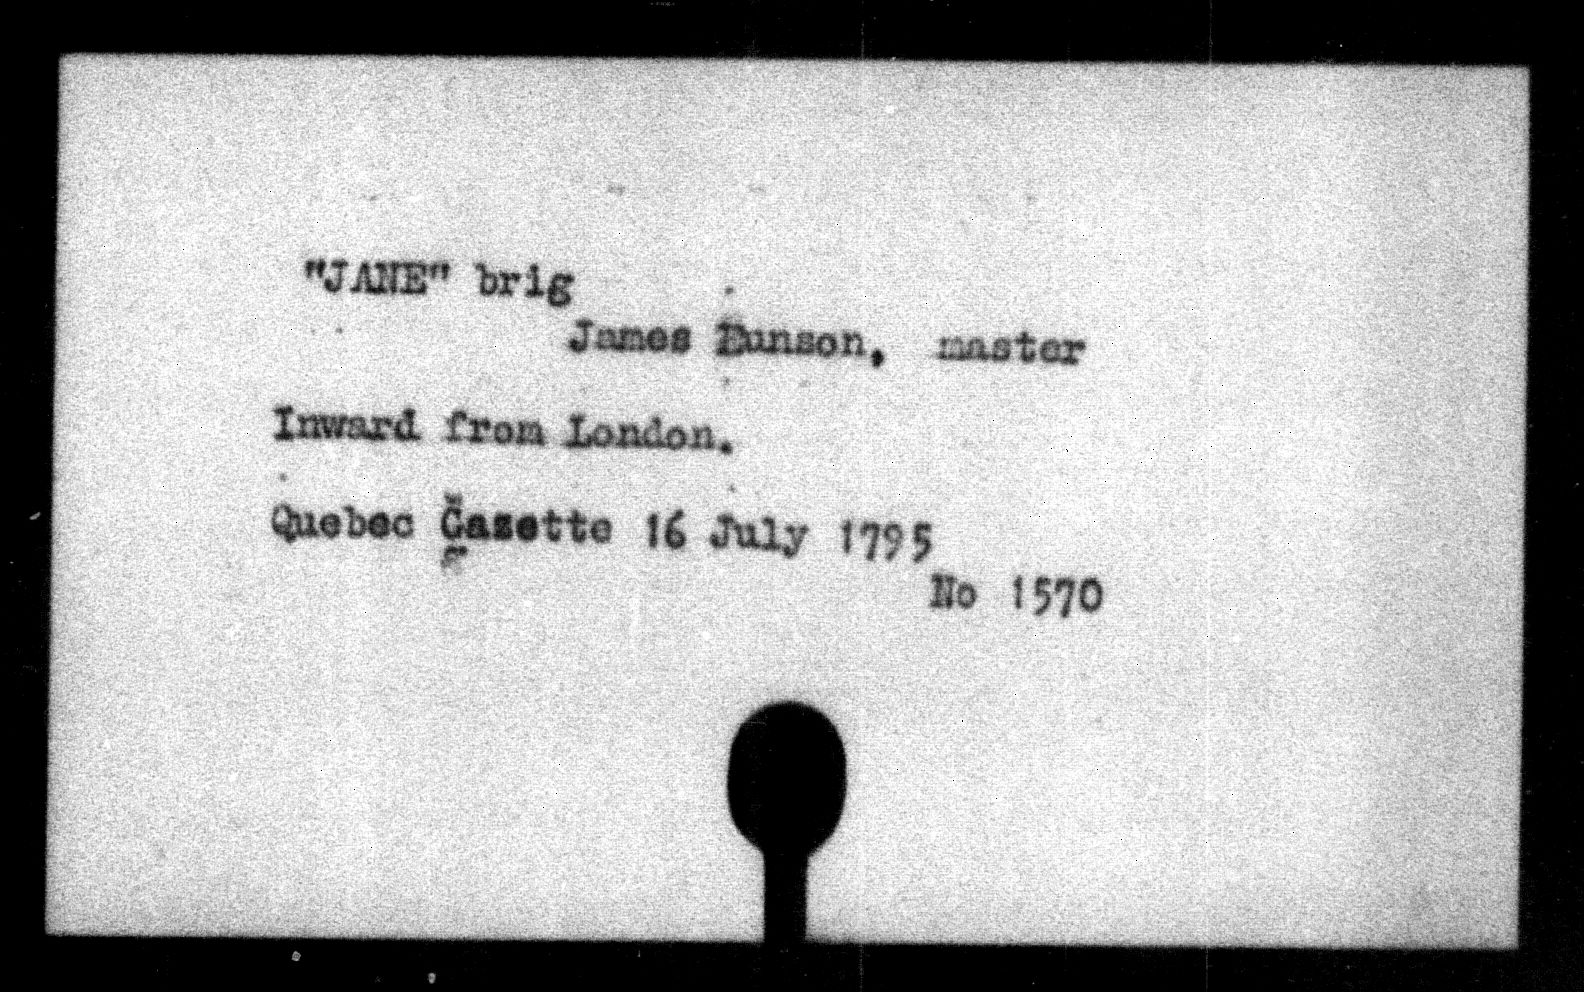 "JANE" brig
James Dunson, master
Inward from London.
Quebec Gazette 16 July 1795
No 1570